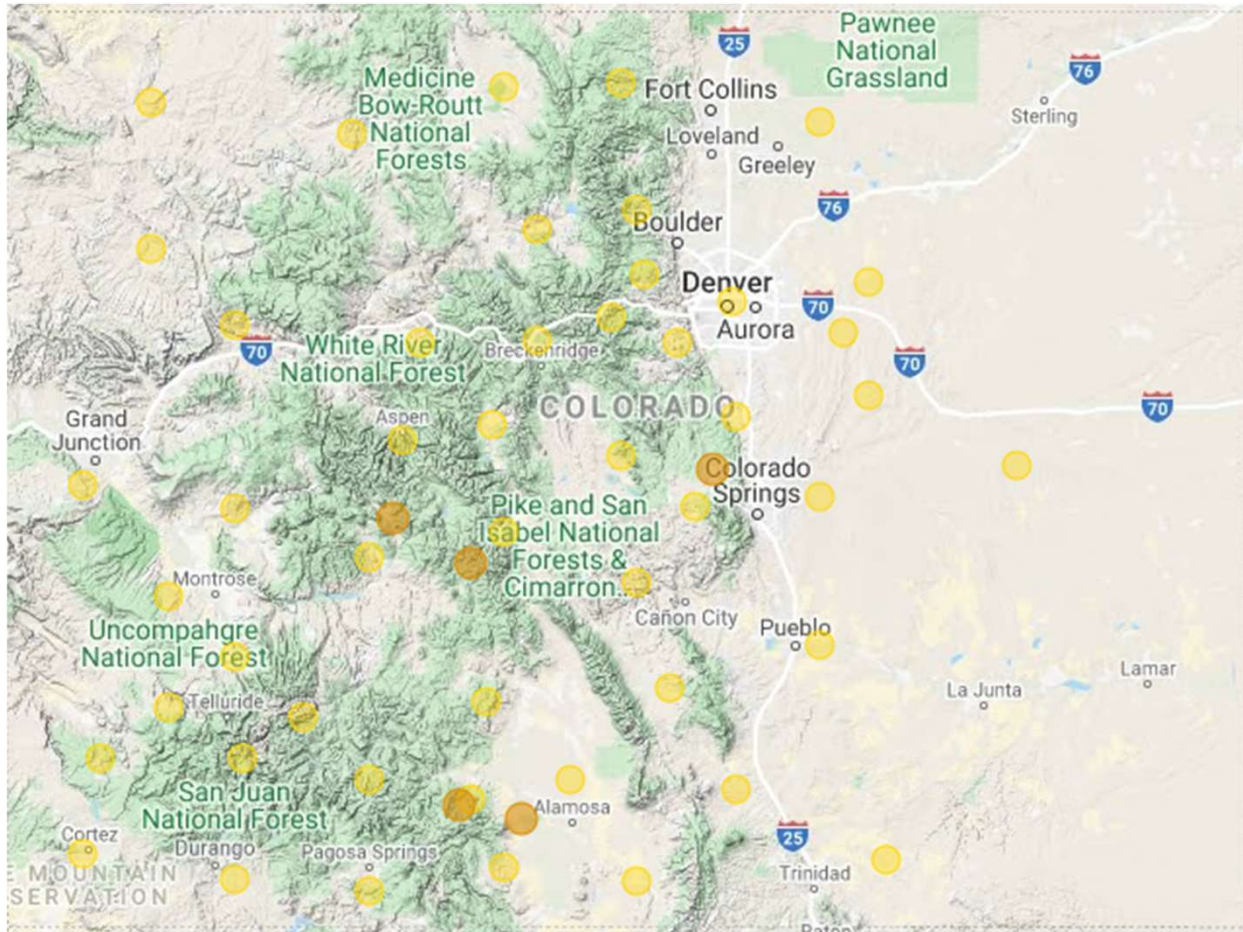 Pawnee
National
Grassland
25
76
Medicine
Bow-Routt
National
Forests
Fort Collins
Sterling
Loveland
Greeley
76
Boulder
Denver
70
Aurora
70
White River
National Forest
Breckenridge
70
70
COLORADO
Aspen
Grand
Junction
Colorado
Springs
Pike and San
Isabel National
Forests &
Cimarron...
Montrose
Cañon City
Uncompahgre
National Forest
Pueblo
Lamar
La Junta
Telluride
San Juan
National Forest
Alamosa
Cortez
Durango
Pagosa Springs
25
Trinidad
E MOUNTAIN
SERVATION
Raton